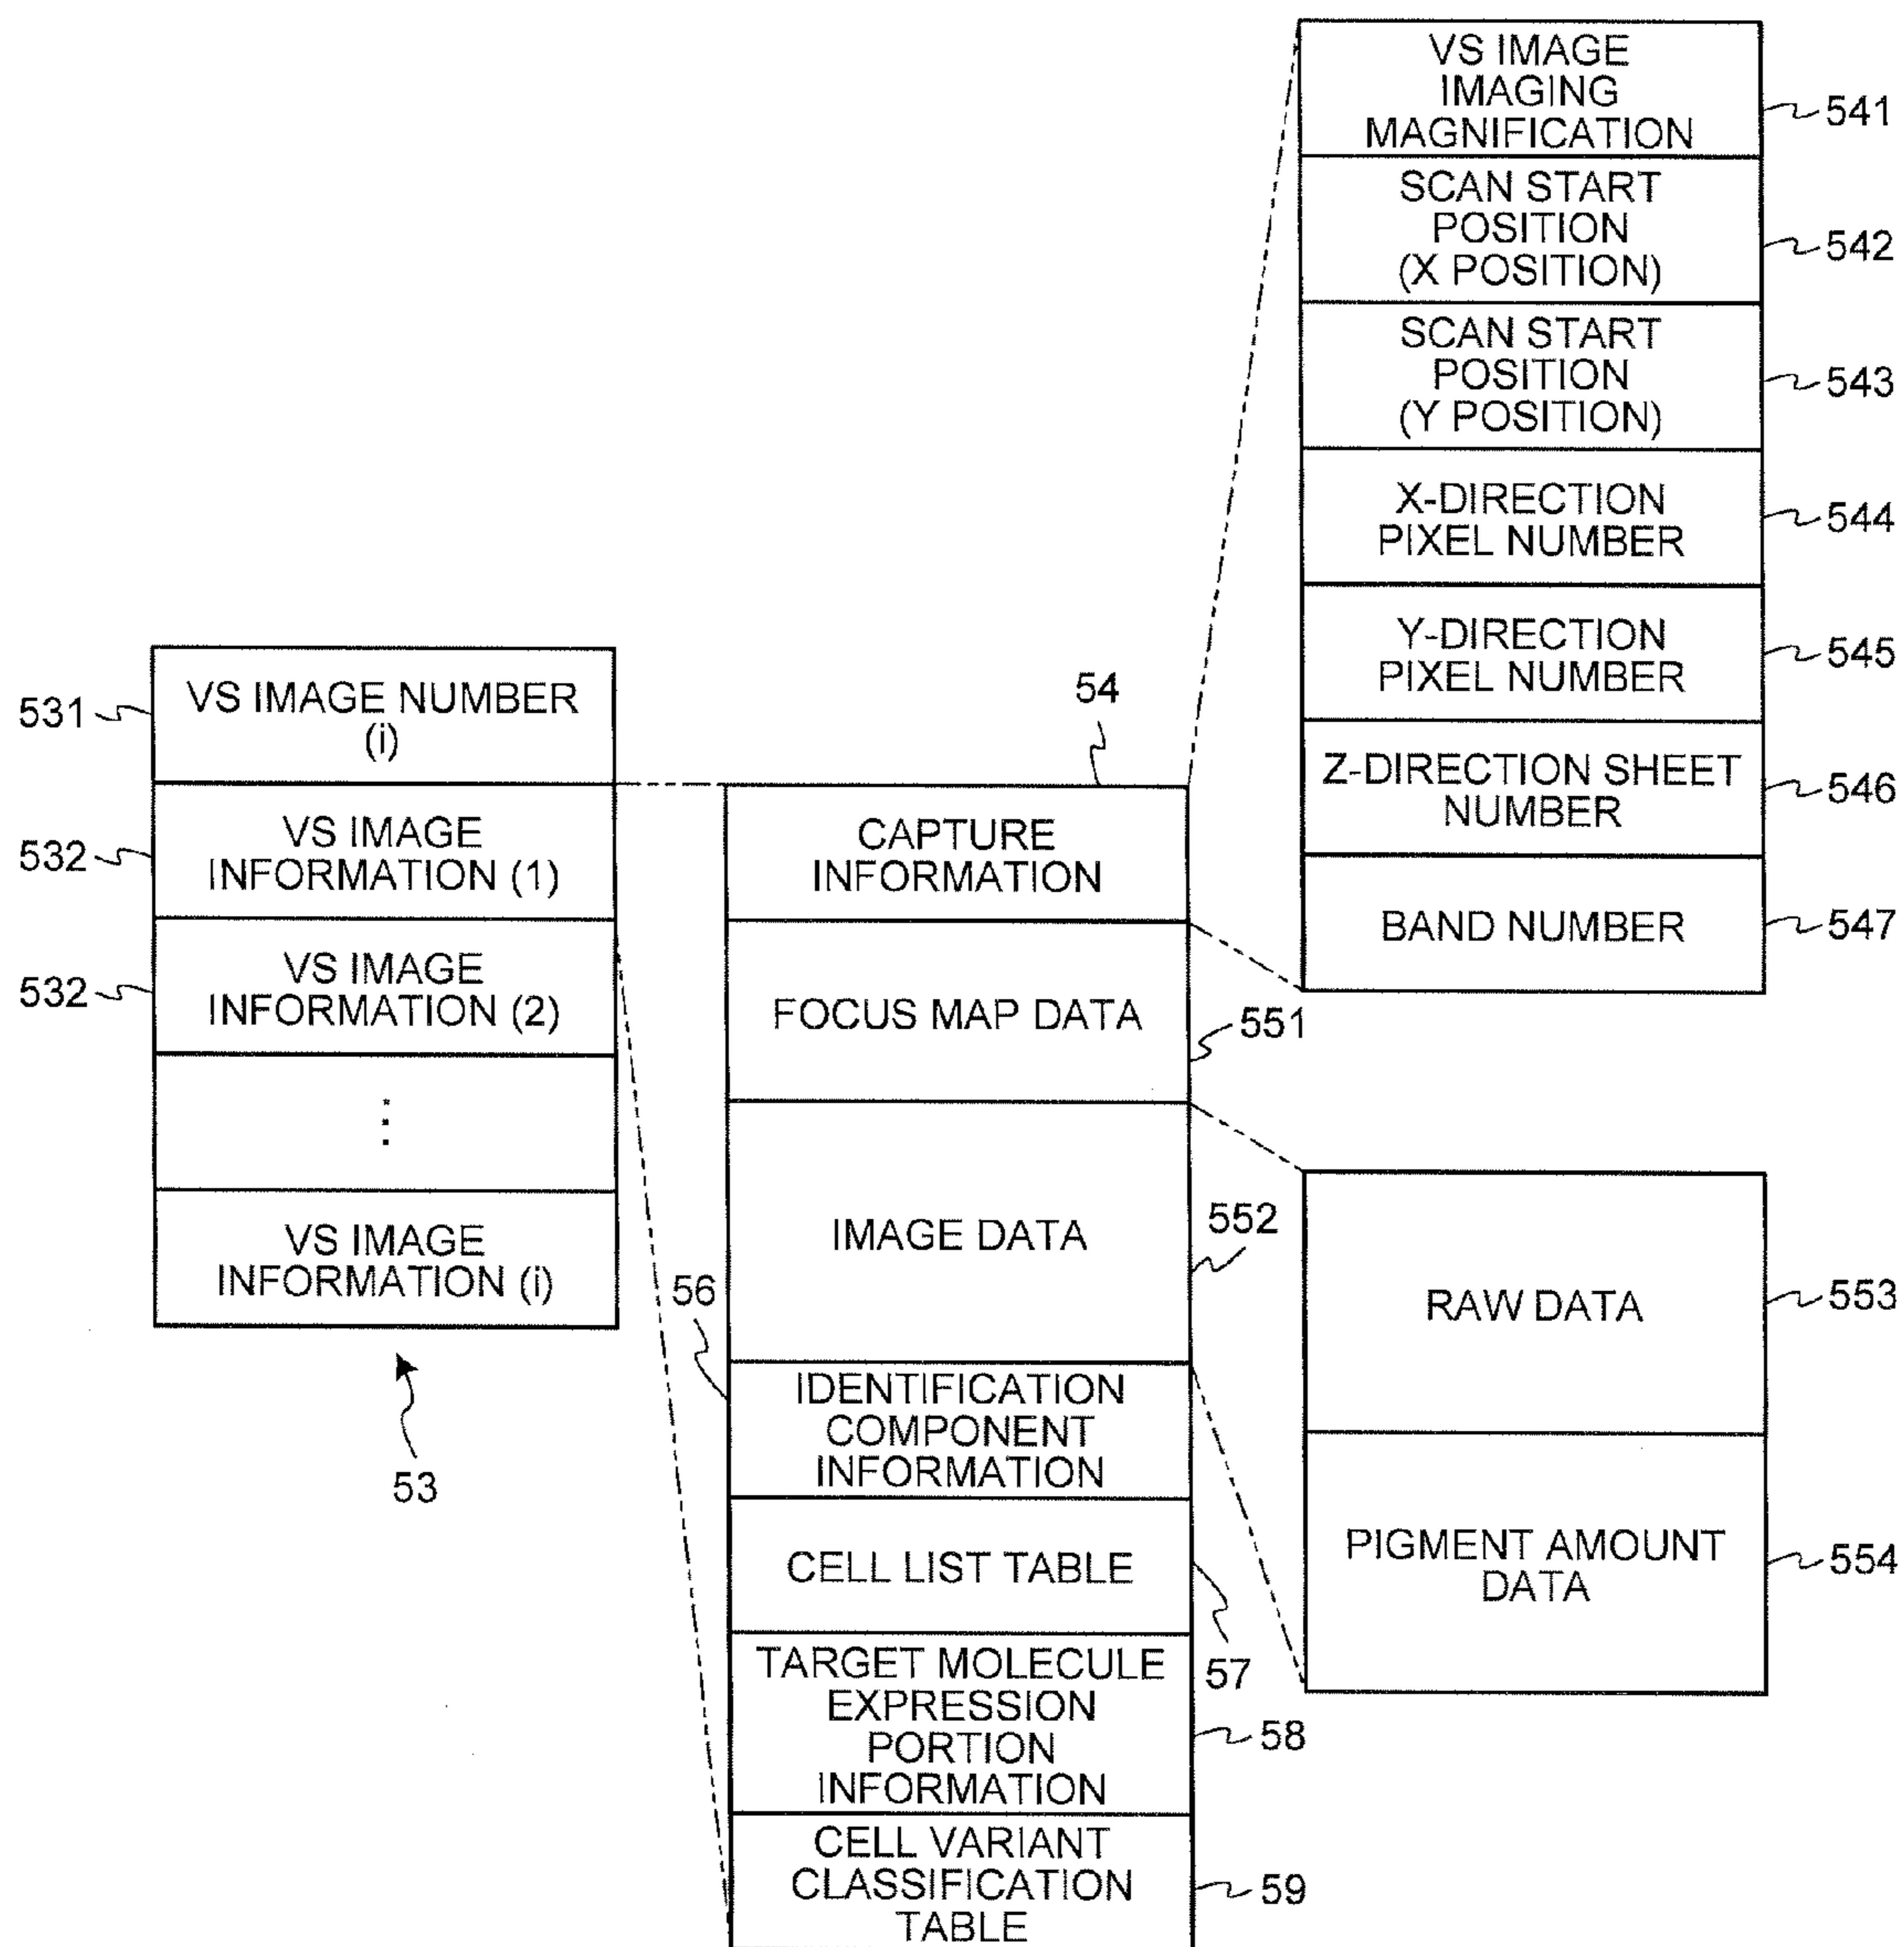 531
VS IMAGE NUMBER
(i)
532
VS IMAGE
INFORMATION (1)
532
VS IMAGE
INFORMATION (2)
⋮
VS IMAGE
INFORMATION (i)
53
54
CAPTURE
INFORMATION
FOCUS MAP DATA
551
IMAGE DATA
552
56
IDENTIFICATION
COMPONENT
INFORMATION
CELL LIST TABLE
57
TARGET MOLECULE
EXPRESSION
PORTION
INFORMATION
58
CELL VARIANT
CLASSIFICATION
TABLE
59
VS IMAGE
IMAGING
MAGNIFICATION
541
SCAN START
POSITION
(X POSITION)
542
SCAN START
POSITION
(Y POSITION)
543
X-DIRECTION
PIXEL NUMBER
544
Y-DIRECTION
PIXEL NUMBER
545
Z-DIRECTION SHEET
NUMBER
546
BAND NUMBER
547
RAW DATA
553
PIGMENT AMOUNT
DATA
554